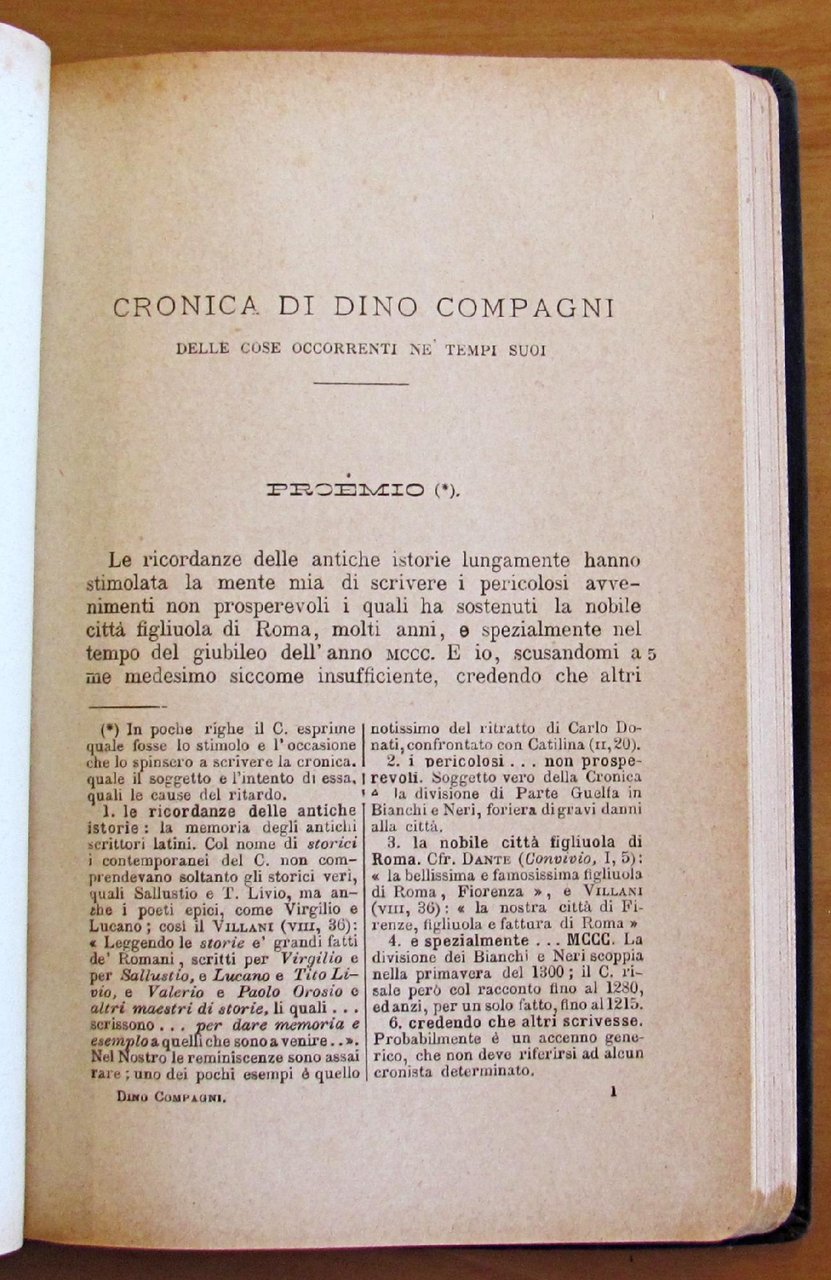 CRONICA DI DINO COMPAGNI
DELLE COSE OCCORRENTI NE' TEMPI SUOI
PROÉMIO (*).
Le ricordanze delle antiche istorie lungamente hanno
stimolata la mente mia di scrivere i pericolosi avve-
nimenti non prosperevoli i quali ha sostenuti la nobile
città figliuola di Roma, molti anni, e spezialmente nel
tempo del giubileo dell'anno MCCC. E io, scusandomi a 5
me medesimo siccome insufficiente, credendo che altri
(*) In poche righe il C. esprime
quale fosse lo stimolo e l'occasione
che lo spinsero a scrivere la cronica.
quale il soggetto e l'intento di essa,
quali le cause del ritardo.
1. le ricordanze delle antiche
istorie: la memoria degli antichi
scrittori latini. Col nome di storici
i contemporanei del C. non com-
prendevano soltanto gli storici veri,
quali Sallustio e T. Livio, ma an-
che i poeti epici, come Virgilio e
Lucano; così il VILLANI (VIII, 36):
« Leggendo le storie e' grandi fatti
de' Romani, scritti per Virgilio e
per Sallustio, e Lucano e Tito Li-
vio, e Valerio e Paolo Orosio e
altri maestri di storie, li quali ...
scrissono ... per dare memoria e
esemplo a quelli che sono a venire ..».
Nel Nostro le reminiscenze sono assai
rare; uno dei pochi esempi è quello
notissimo del ritratto di Carlo Do-
nati, confrontato con Catilina (II, 20).
2. i pericolosi ... non prospe-
revoli. Soggetto vero della Cronica
è la divisione di Parte Guelfa in
Bianchi e Neri, foriera di gravi danni
alla città.
3. la nobile città figliuola di
Roma. Cfr. DANTE (Convivio, I, 5):
« la bellissima e famosissima figliuola
di Roma, Fiorenza », e VILLANI
(VIII, 36): « la nostra città di Fi-
renze, figliuola e fattura di Roma »
4. e spezialmente ... MCCC. La
divisione dei Bianchi e Neri scoppia
nella primavera del 1300; il C. ri-
sale però col racconto fino al 1280,
ed anzi, per un solo fatto, fino al 1215.
6. credendo che altri scrivesse.
Probabilmente è un accenno gene-
rico, che non deve riferirsi ad alcun
cronista determinato.
DINO COMPAGNI. 1